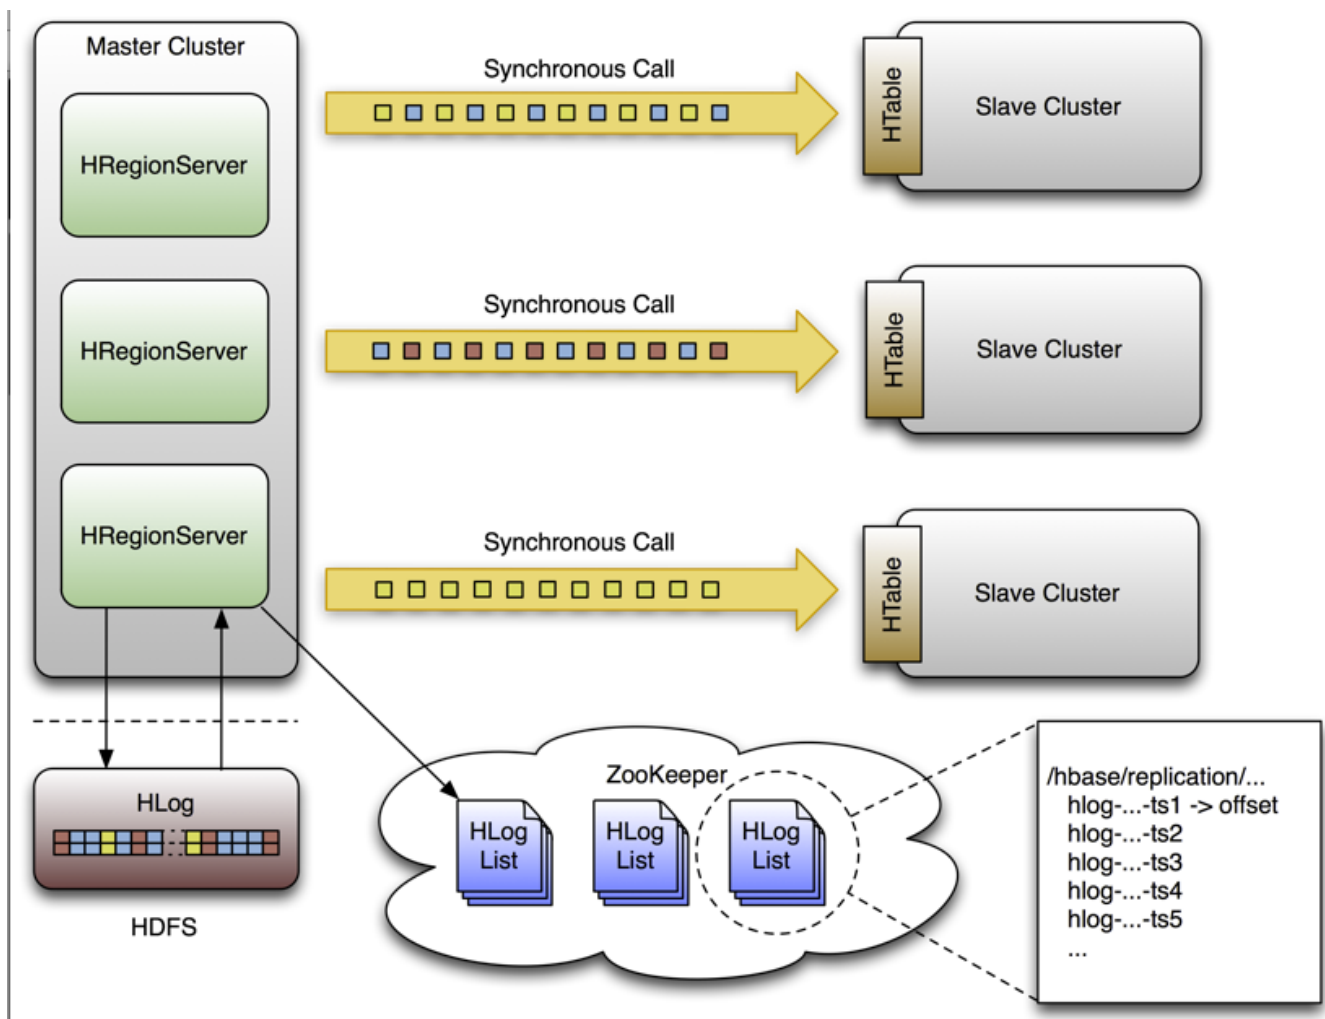 Master Cluster
HRegionServer
HRegionServer
HRegionServer
Synchronous Call
HTable
Slave Cluster
Synchronous Call
HTable
Slave Cluster
Synchronous Call
HTable
Slave Cluster
HLog
HDFS
ZooKeeper
HLog
List
HLog
List
HLog
List
/hbase/replication/...
hlog-...-ts1 -> offset
hlog-...-ts2
hlog-...-ts3
hlog-...-ts4
hlog-...-ts5
...